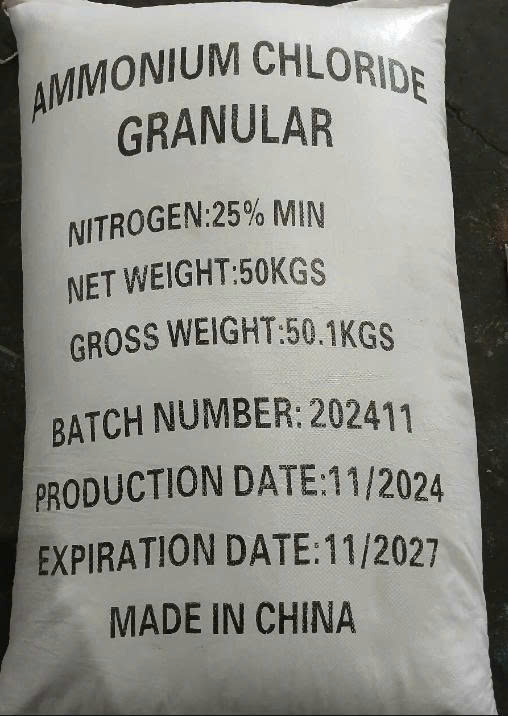 AMMONIUM CHLORIDE
GRANULAR
NITROGEN:25% MIN
NET WEIGHT:50KGS
GROSS WEIGHT:50.1KGS
BATCH NUMBER: 202411
PRODUCTION DATE:11/2024
EXPIRATION DATE:11/2027
MADE IN CHINA